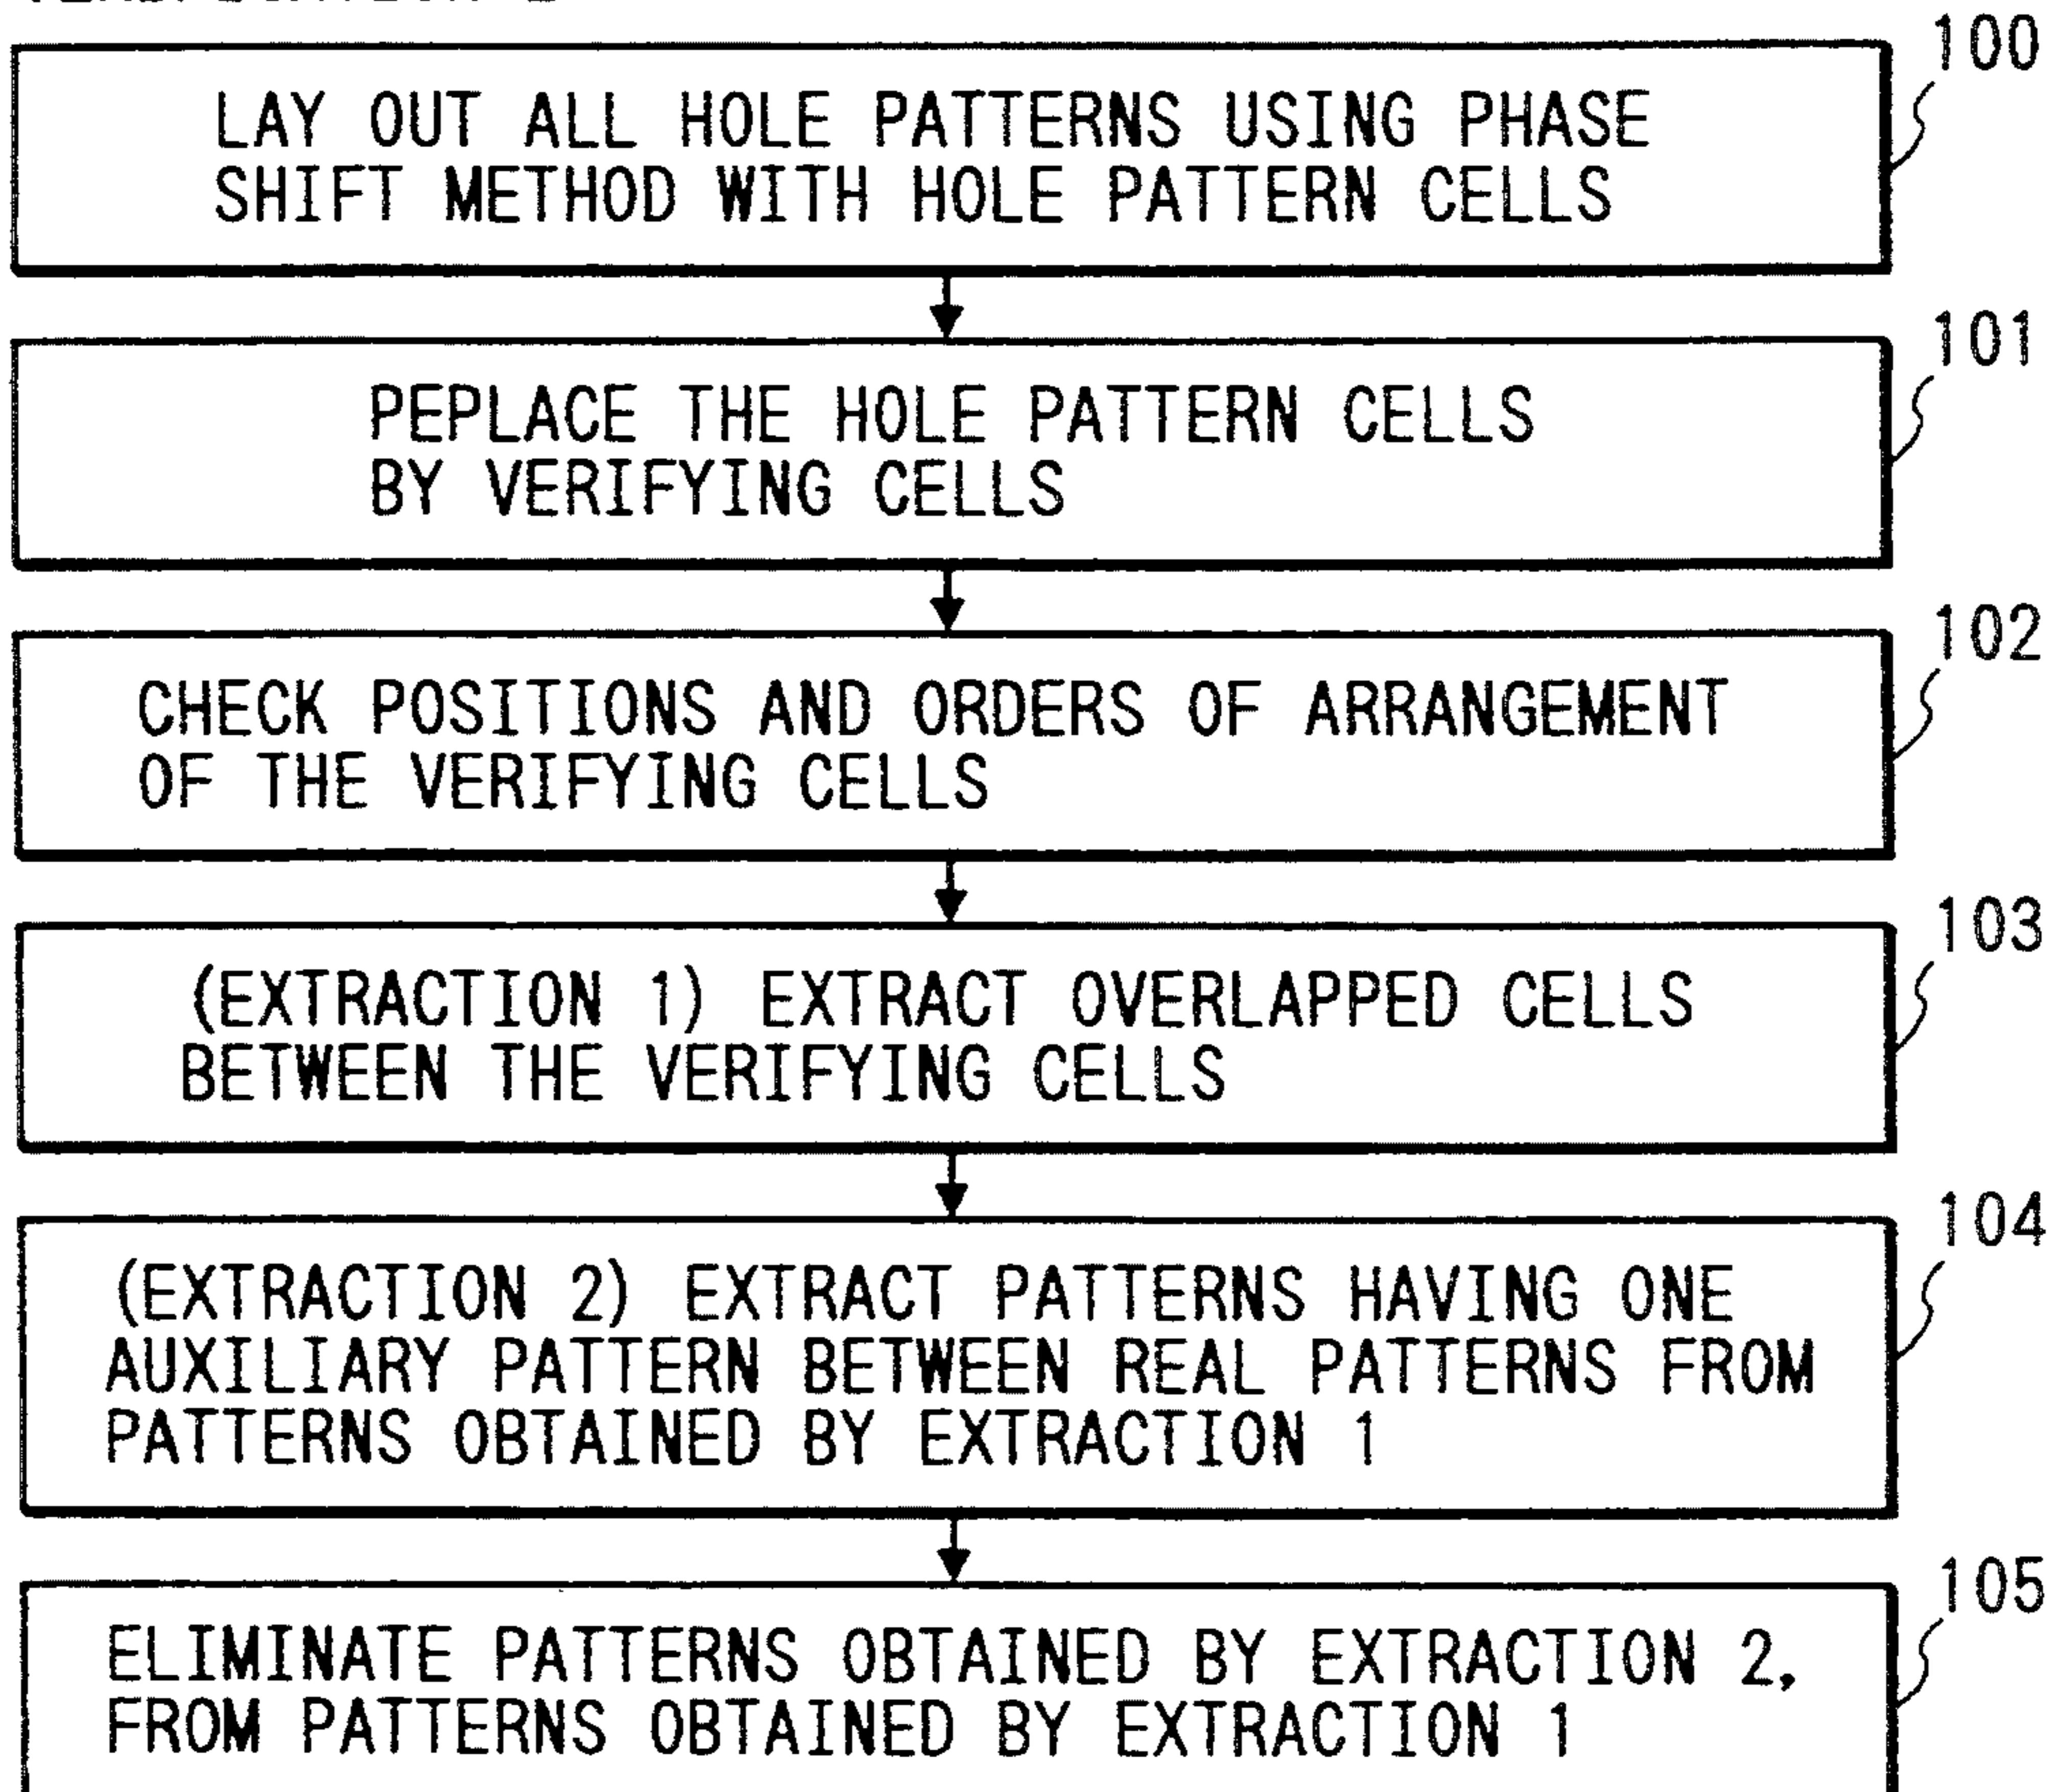 100
LAY OUT ALL HOLE PATTERNS USING PHASE
SHIFT METHOD WITH HOLE PATTERN CELLS
101
PEPLACE THE HOLE PATTERN CELLS
BY VERIFYING CELLS
102
CHECK POSITIONS AND ORDERS OF ARRANGEMENT
OF THE VERIFYING CELLS
103
(EXTRACTION 1) EXTRACT OVERLAPPED CELLS
BETWEEN THE VERIFYING CELLS
104
(EXTRACTION 2) EXTRACT PATTERNS HAVING ONE
AUXILIARY PATTERN BETWEEN REAL PATTERNS FROM
PATTERNS OBTAINED BY EXTRACTION 1
105
ELIMINATE PATTERNS OBTAINED BY EXTRACTION 2,
FROM PATTERNS OBTAINED BY EXTRACTION 1